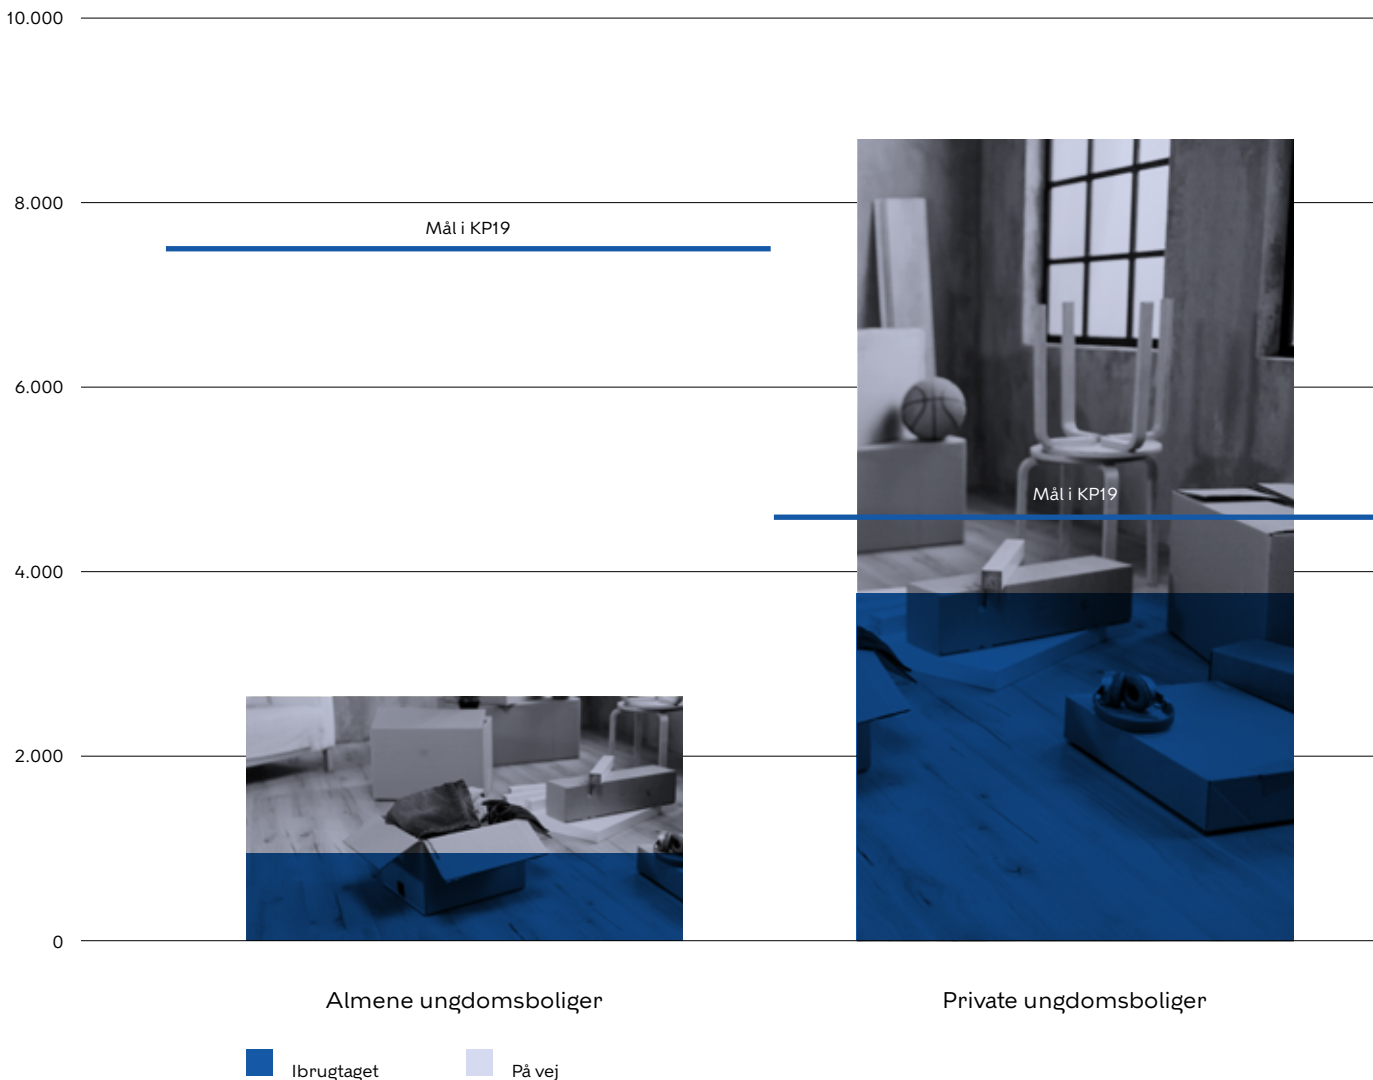 10.000
8.000
Mål i KP19
6.000
Mål i KP19
4.000
2.000
0
Almene ungdomsboliger
Private ungdomsboliger
Ibrugtaget
På vej